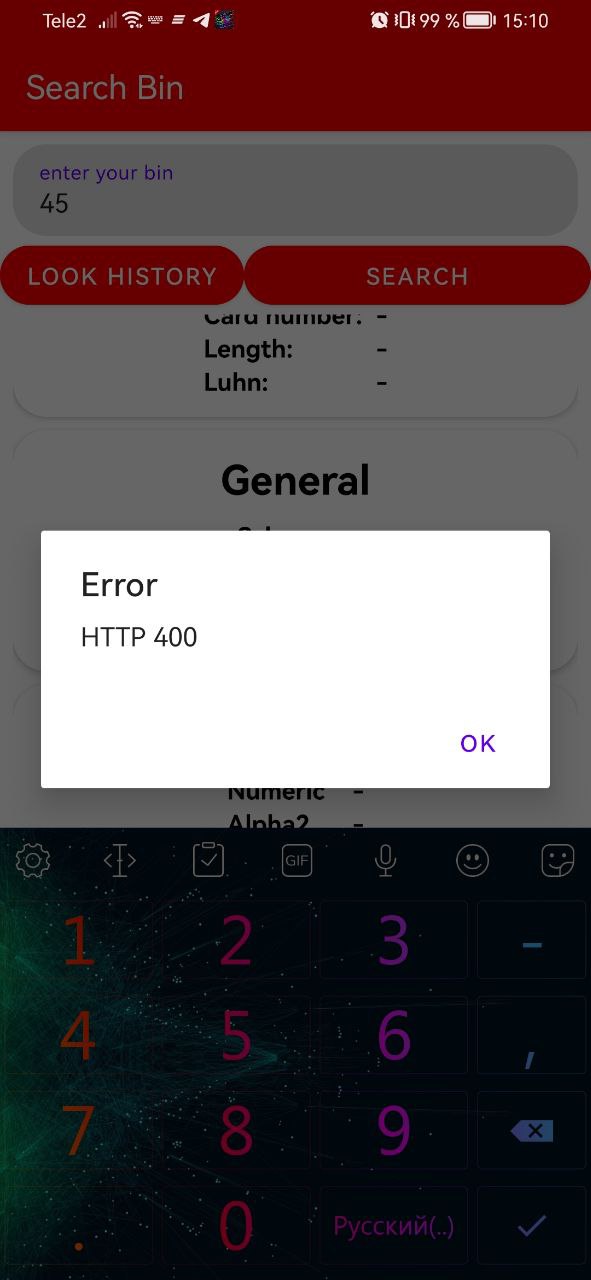 Tele2 99 % 15:10
Search Bin
enter your bin
45
LOOK HISTORY SEARCH
Card number: -
Length: -
Luhn: -
General
Error
HTTP 400
OK
Numeric -
Alpha2 -
GIF
1 2 3 -
4 5 6 ,
7 8 9
. 0 Русский(..)